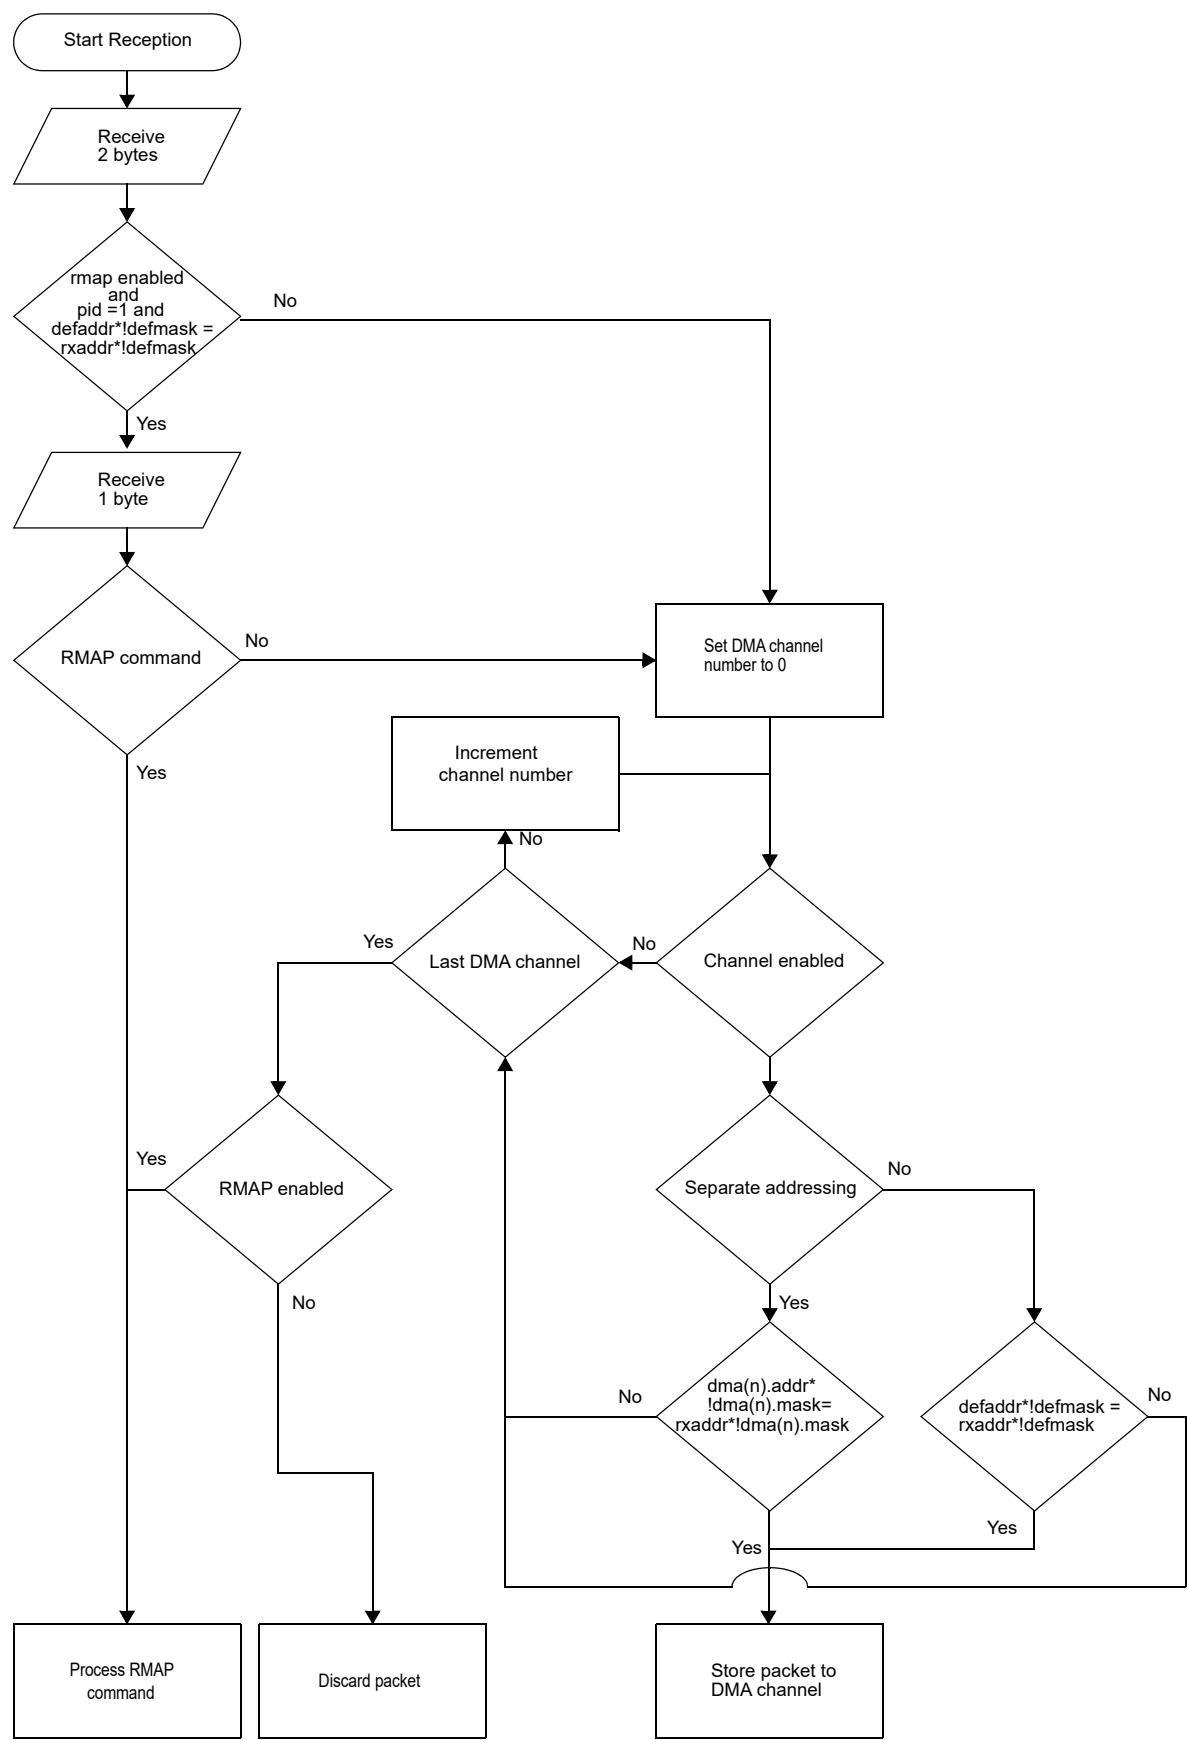 Start Reception
Receive
2 bytes
rmap enabled
and
pid =1 and
defaddr*!defmask =
rxaddr*!defmask
No
Yes
Receive
1 byte
RMAP command
No
Yes
Set DMA channel
number to 0
Increment
channel number
No
Last DMA channel
Yes
No
Channel enabled
RMAP enabled
Yes
No
Separate addressing
No
Yes
dma(n).addr*
!dma(n).mask=
rxaddr*!dma(n).mask
No
Yes
defaddr*!defmask =
rxaddr*!defmask
No
Yes
Process RMAP
command
Discard packet
Store packet to
DMA channel